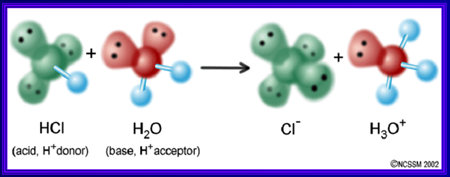 + +
HCl H₂O Cl⁻ H₃O⁺
(acid, H⁺donor) (base, H⁺acceptor)
©NCSSM 2002